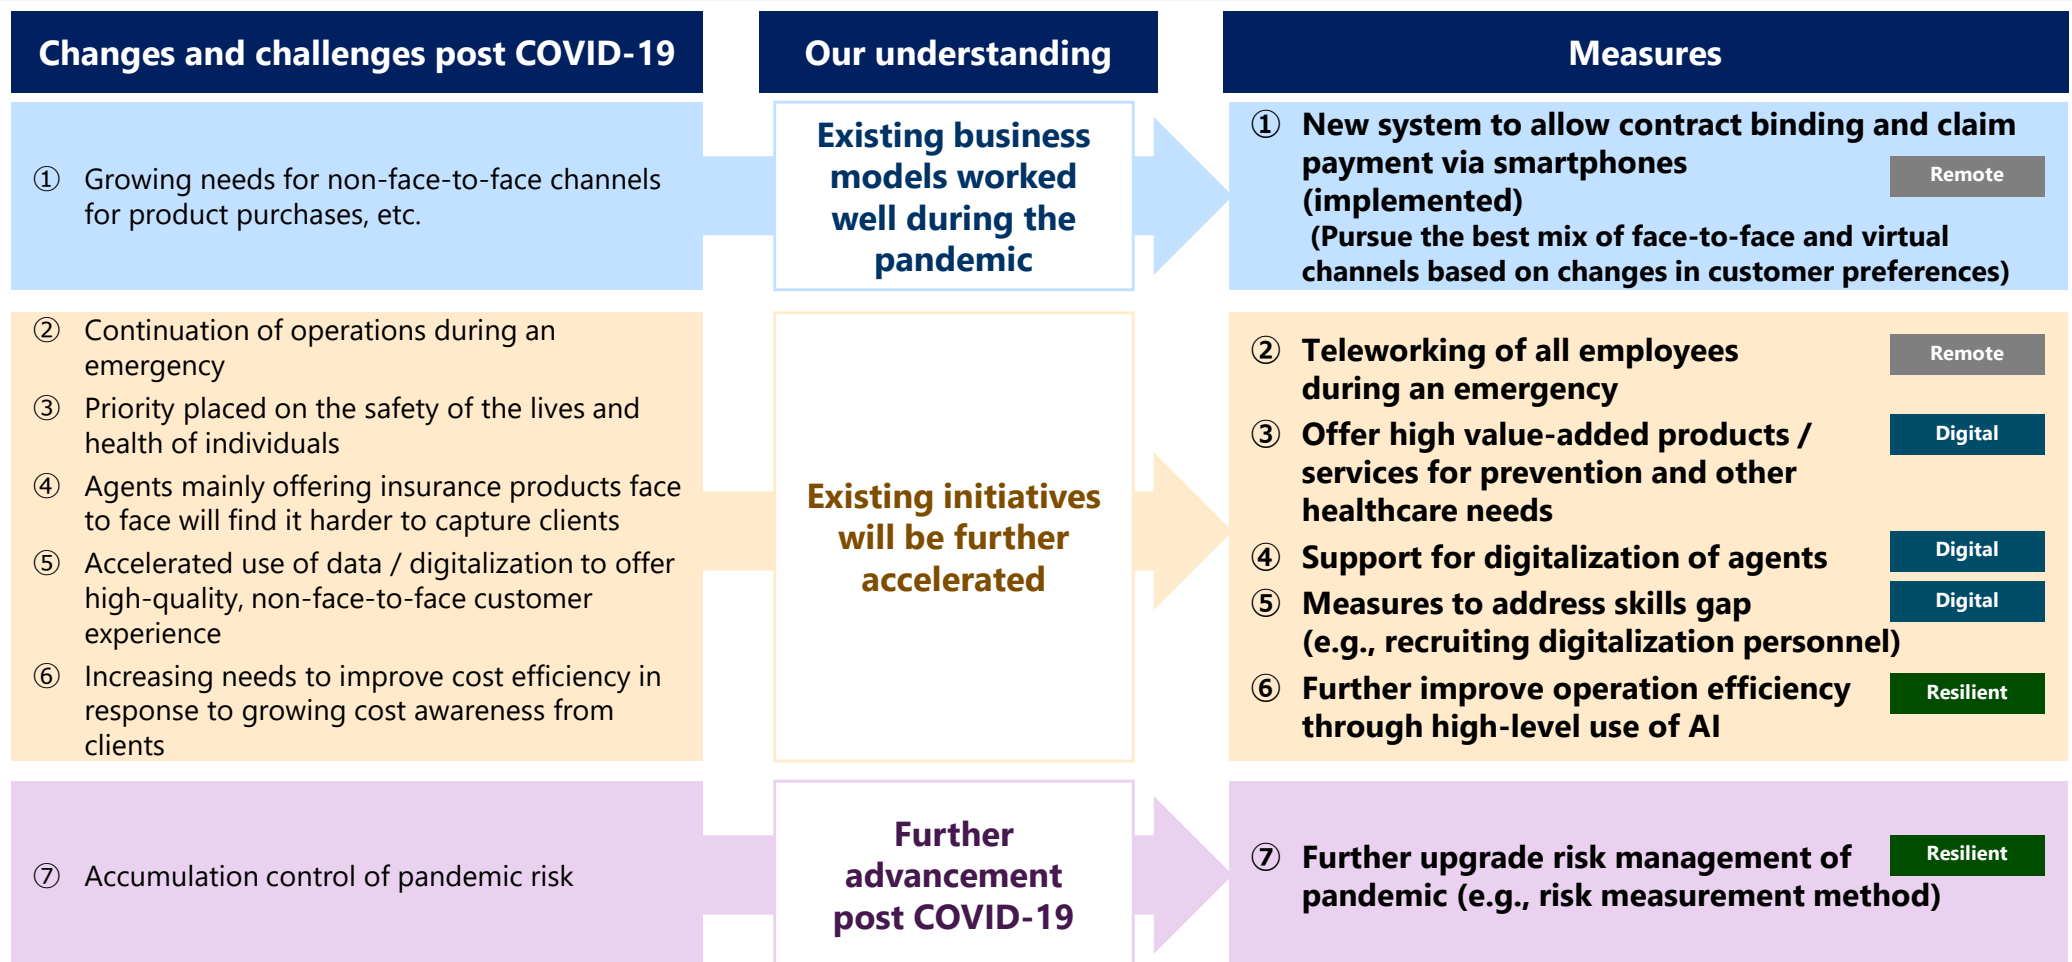 Changes and challenges post COVID-19
Our understanding
Measures
① Growing needs for non-face-to-face channels
for product purchases, etc.
Existing business
models worked
well during the
pandemic
① New system to allow contract binding and claim
payment via smartphones
Remote
(implemented)
(Pursue the best mix of face-to-face and virtual
channels based on changes in customer preferences)
② Continuation of operations during an
emergency
③ Priority placed on the safety of the lives and
health of individuals
④ Agents mainly offering insurance products face
to face will find it harder to capture clients
⑤ Accelerated use of data / digitalization to offer
high-quality, non-face-to-face customer
experience
⑥ Increasing needs to improve cost efficiency in
response to growing cost awareness from
clients
Existing initiatives
will be further
accelerated
② Teleworking of all employees
Remote
during an emergency
③ Offer high value-added products /
Digital
services for prevention and other
healthcare needs
④ Support for digitalization of agents
Digital
⑤ Measures to address skills gap
Digital
(e.g., recruiting digitalization personnel)
⑥ Further improve operation efficiency
Resilient
through high-level use of AI
⑦ Accumulation control of pandemic risk
Further
advancement
post COVID-19
⑦ Further upgrade risk management of
Resilient
pandemic (e.g., risk measurement method)